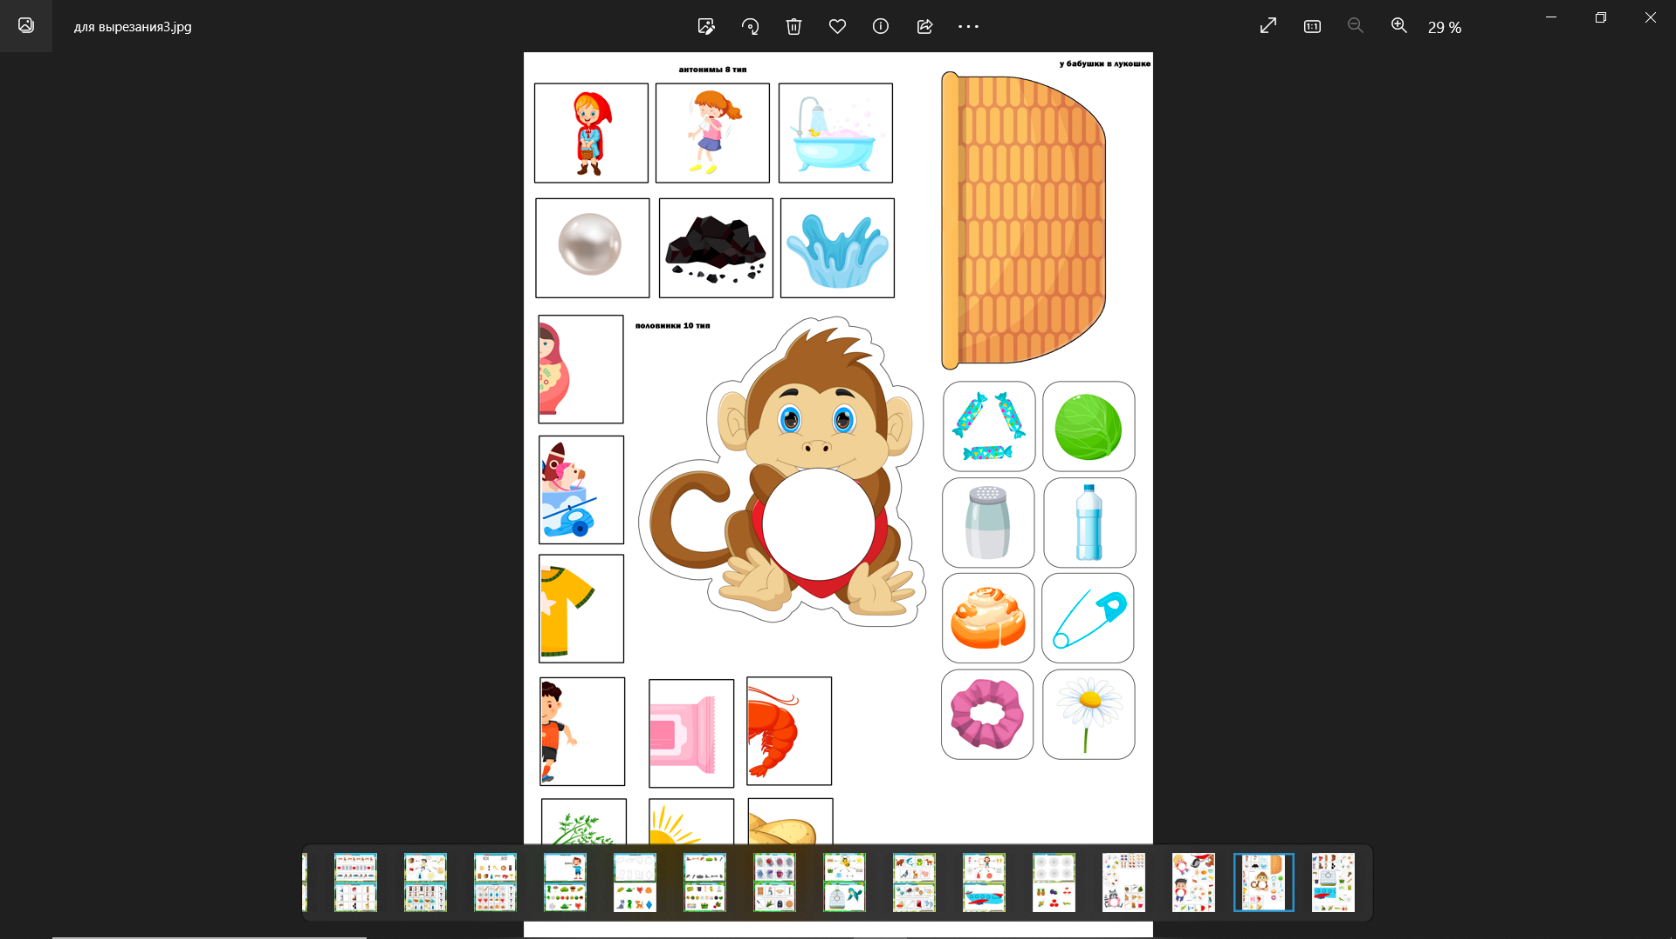 для вырезания3.jpg
29 %
антонимы 8 тип
у бабушки в лукошке
половинки 10 тип